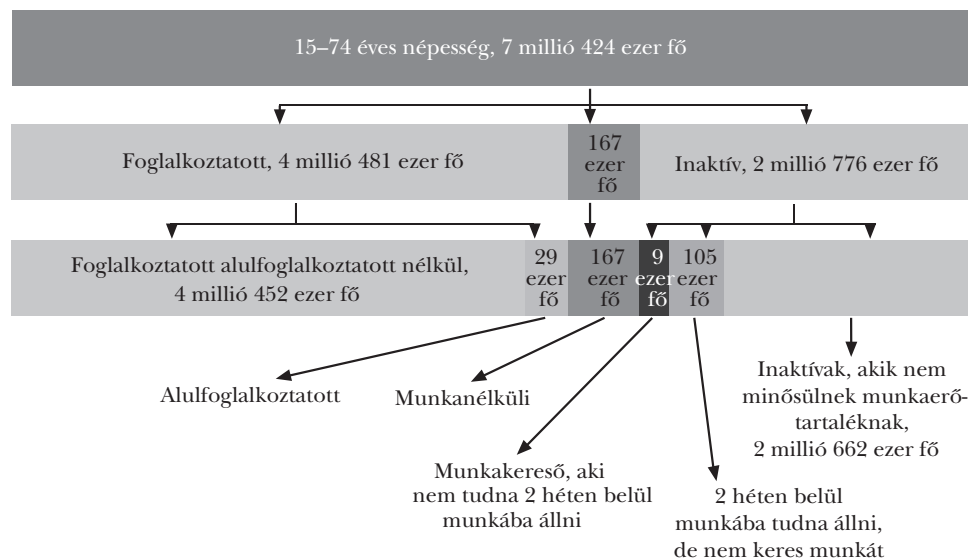 15–74 éves népesség, 7 millió 424 ezer fő
Foglalkoztatott, 4 millió 481 ezer fő
167
ezer
fő
Inaktív, 2 millió 776 ezer fő
Foglalkoztatott alulfoglalkoztatott nélkül,
4 millió 452 ezer fő
29
ezer
fő
167
ezer
fő
9
ezer
fő
105
ezer
fő
Alulfoglalkoztatott
Munkanélküli
Munkakereső, aki
nem tudna 2 héten belül
munkába állni
2 héten belül
munkába tudna állni,
de nem keres munkát
Inaktívak, akik nem
minősülnek munkaerő-
tartaléknak,
2 millió 662 ezer fő